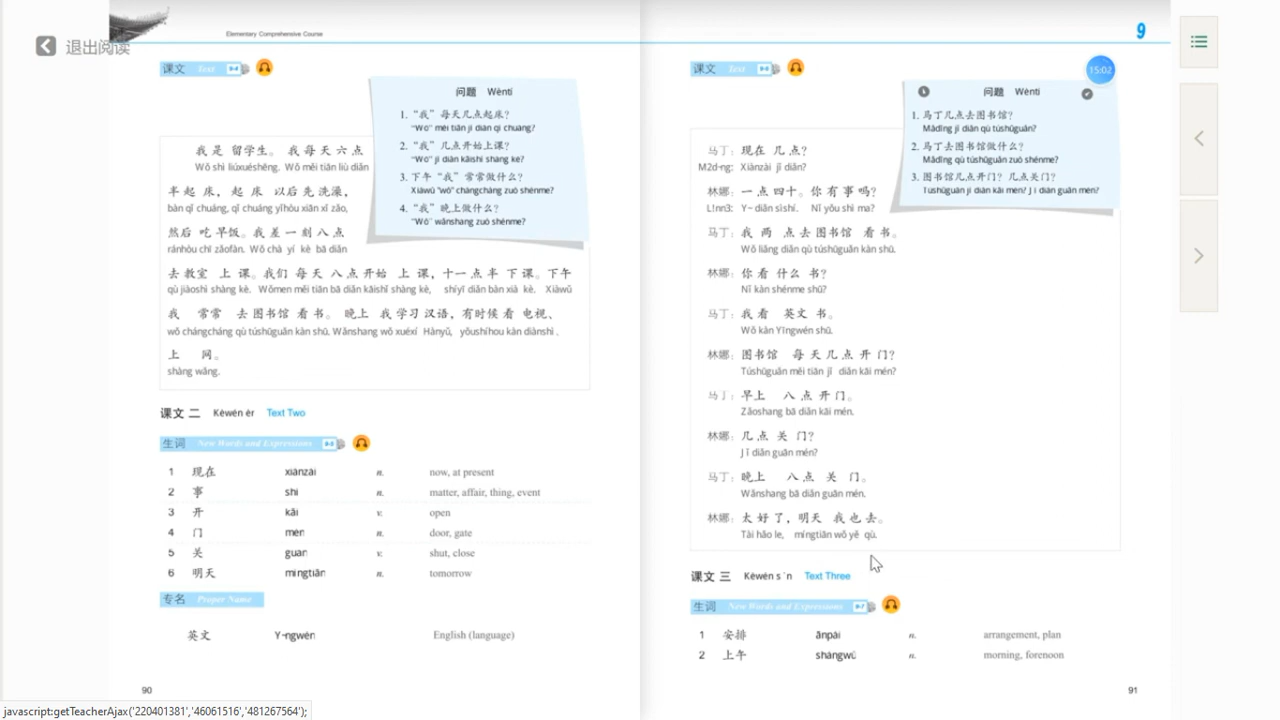 退出阅读
Elementary Comprehensive Course
课文 Text 9-4
问题 Wèntí
1. “我”每天几点起床?
“Wǒ” měi tiān jǐ diǎn qǐ chuáng?
2. “我”几点开始上课?
“Wǒ” jǐ diǎn kāishǐ shàng kè?
3. 下午“我”常常做什么?
Xiàwǔ “wǒ” chángcháng zuò shénme?
4. “我”晚上做什么?
“Wǒ” wǎnshang zuò shénme?
我 是 留学生。 我 每 天 六 点
Wǒ shì liúxuéshēng. Wǒ měi tiān liù diǎn
半 起 床, 起 床 以后 先 洗澡,
bàn qǐ chuáng, qǐ chuáng yǐhòu xiān xǐ zǎo,
然后 吃 早饭。 我 差 一 刻 八 点
ránhòu chī zǎofàn. Wǒ chà yí kè bā diǎn
去 教室 上 课。我们 每 天 八 点 开始 上 课, 十一 点 半 下 课。下午
qù jiàoshì shàng kè. Wǒmen měi tiān bā diǎn kāishǐ shàng kè, shíyī diǎn bàn xià kè. Xiàwǔ
我 常常 去 图书馆 看 书。 晚上 我 学习 汉语, 有时候 看 电视、
wǒ chángcháng qù túshūguǎn kàn shū. Wǎnshang wǒ xuéxí Hànyǔ, yǒushíhou kàn diànshì .
上 网。
shàng wǎng.
课文 二 Kèwén èr Text Two
生词 New Words and Expressions
1 现在 xiànzài n. now, at present
2 事 shì n. matter, affair, thing, event
3 开 kāi v. open
4 门 mén n. door, gate
5 关 guān v. shut, close
6 明天 míngtiān n. tomorrow
专名 Proper Name
英文 Y-ngwén English (language)
90
9
课文 Text
15:02
问题 Wèntí
1. 马丁几点去图书馆?
Mǎdīng jǐ diǎn qù túshūguǎn?
2. 马丁去图书馆做什么?
Mǎdīng qù túshūguǎn zuò shénme?
3. 图书馆几点开门? 几点关门?
Túshūguǎn jǐ diǎn kāi mén? Jǐ diǎn guān mén?
马丁: 现在 几 点?
M2d-ng: Xiànzài jǐ diǎn?
林娜: 一 点 四十。你 有 事 吗?
L!nn3: Y- diǎn sìshí. Nǐ yǒu shì ma?
马丁: 我 两 点 去 图书馆 看 书。
Wǒ liǎng diǎn qù túshūguǎn kàn shū.
林娜: 你 看 什么 书?
Nǐ kàn shénme shū?
马丁: 我 看 英文 书。
Wǒ kàn Yīngwén shū.
林娜: 图书馆 每 天 几 点 开 门?
Túshūguǎn měi tiān jǐ diǎn kāi mén?
马丁: 早上 八 点 开 门。
Zǎoshang bā diǎn kāi mén.
林娜: 几 点 关 门?
Jǐ diǎn guān mén?
马丁: 晚上 八 点 关 门。
Wǎnshang bā diǎn guān mén.
林娜: 太 好 了, 明天 我 也 去。
Tài hǎo le, míngtiān wǒ yě qù.
课文 三 Kèwén s`n Text Three
生词 New Words and Expressions 9-7
1 安排 ānpái n. arrangement, plan
2 上午 shàngwǔ n. morning, forenoon
91
javascript:getTeacherAjax('220401381','46061516','481267564');